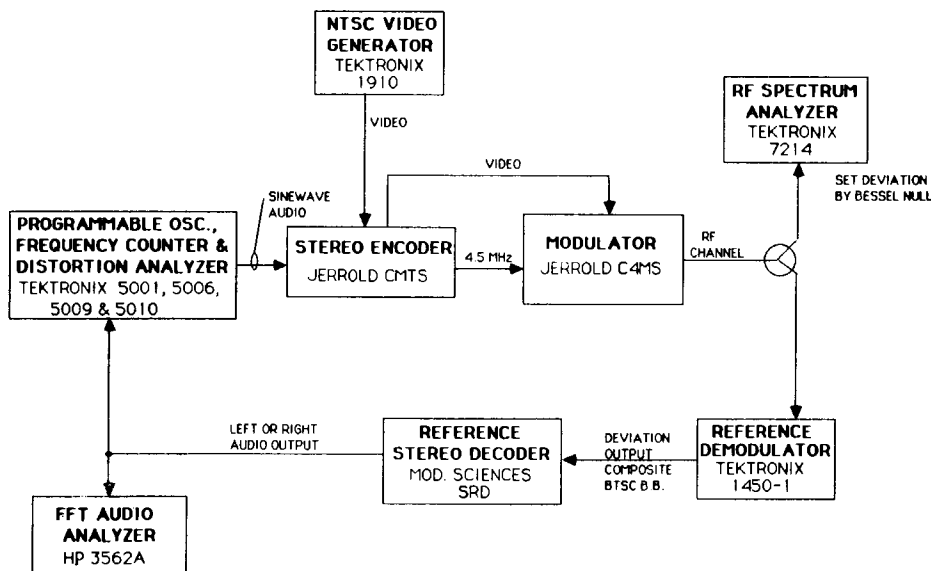 NTSC VIDEO
GENERATOR
TEKTRONIX
1910
VIDEO
RF SPECTRUM
ANALYZER
TEKTRONIX
7214
VIDEO
SET DEVIATION
BY BESSEL NULL
SINEWAVE
AUDIO
PROGRAMMABLE OSC.,
FREQUENCY COUNTER &
DISTORTION ANALYZER
TEKTRONIX 5001, 5006,
5009 & 5010
STEREO ENCODER
JERROLD CMTS
4.5 MHz
MODULATOR
JERROLD C4MS
RF
CHANNEL
LEFT OR RIGHT
AUDIO OUTPUT
REFERENCE
STEREO DECODER
MOD. SCIENCES
SRD
DEVIATION
OUTPUT
COMPOSITE
BTSC B.B.
REFERENCE
DEMODULATOR
TEKTRONIX
1450-1
FFT AUDIO
ANALYZER
HP 3562A